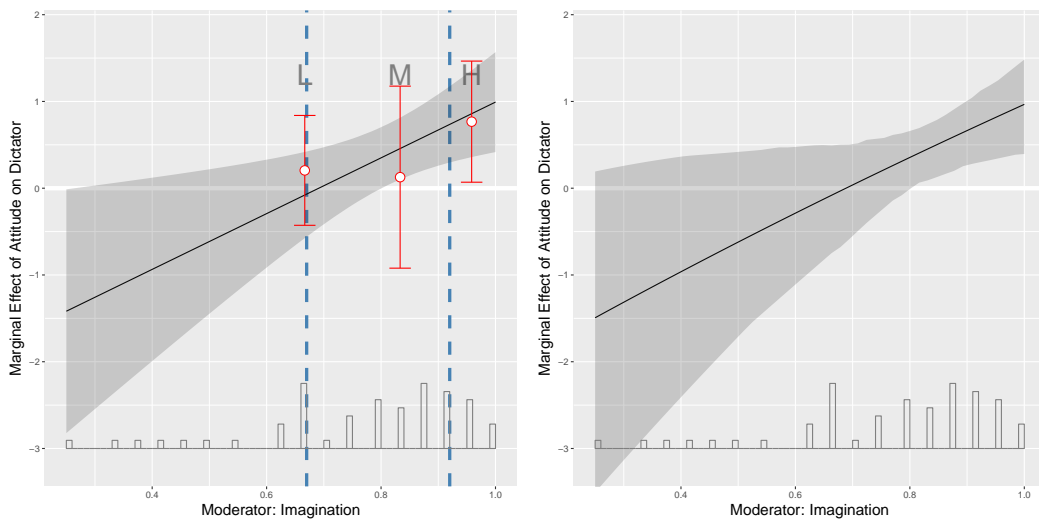 Marginal Effect of Attitude on Dictator
2
1
0
−1
−2
−3
L
M
H
0.4
0.6
0.8
1.0
Moderator: Imagination
Marginal Effect of Attitude on Dictator
2
1
0
−1
−2
−3
0.4
0.6
0.8
1.0
Moderator: Imagination